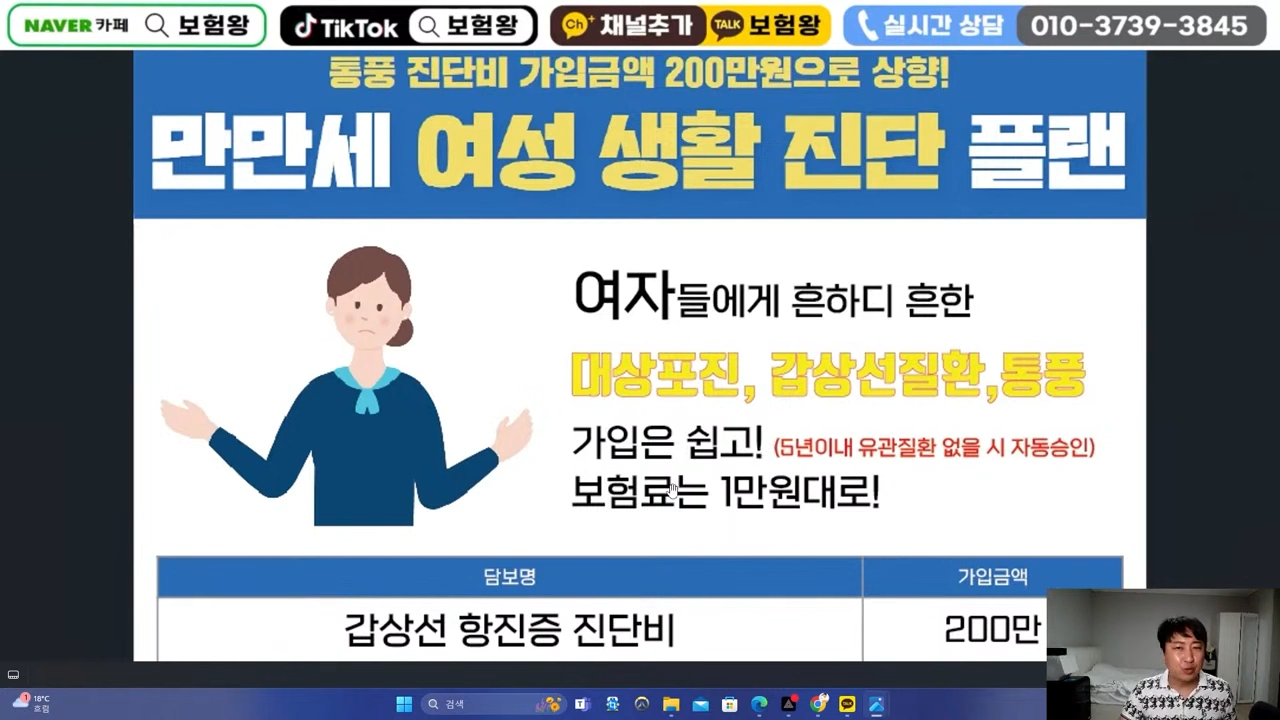 NAVER 카페 보험왕 TikTok 보험왕 Ch+ 채널추가 TALK 보험왕 실시간 상담 010-3739-3845
통풍 진단비 가입금액 200만원으로 상향!
만만세 여성 생활 진단 플랜
여자들에게 흔하디 흔한
대상포진, 갑상선질환,통풍
가입은 쉽고! (5년이내 유관질환 없을 시 자동승인)
보험료는 1만원대로!
담보명 가입금액
갑상선 항진증 진단비 200만
1 18°C
흐림
검색